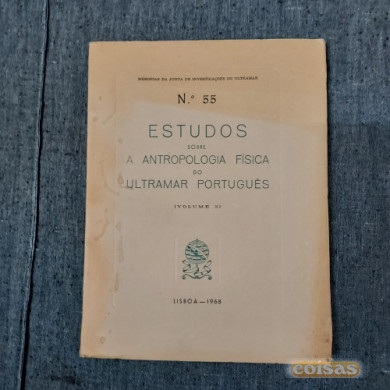 MEMÓRIAS DA JUNTA DE INVESTIGAÇÕES DO ULTRAMAR
N.º 55
ESTUDOS
SOBRE
A ANTROPOLOGIA FÍSICA
DO
ULTRAMAR PORTUGUÊS
(VOLUME
LISBOA — 1968
coisas